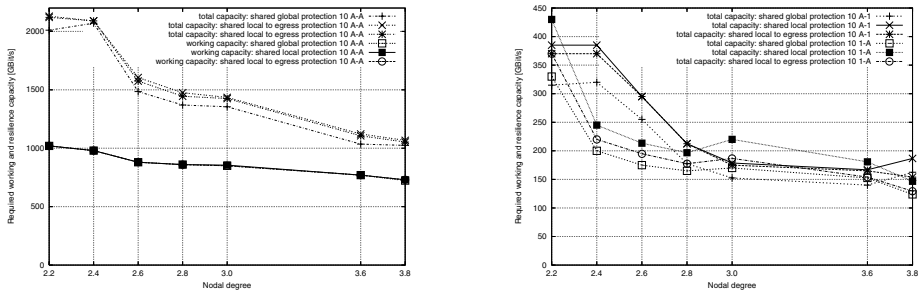 Required working and resilience capacity [GBit/s]
2000
1500
1000
500
0
total capacity: shared global protection 10 A-A
total capacity: shared local protection 10 A-A
total capacity: shared local to egress protection 10 A-A
working capacity: shared global protection 10 A-A
working capacity: shared local protection 10 A-A
working capacity: shared local to egress protection 10 A-A
2.2 2.4 2.6 2.8 3.0 3.6 3.8
Nodal degree
Required working and resilience capacity [GBit/s]
450
400
350
300
250
200
150
100
50
0
total capacity: shared global protection 10 A-1
total capacity: shared local protection 10 A-1
total capacity: shared local to egress protection 10 A-1
total capacity: shared global protection 10 1-A
total capacity: shared local protection 10 1-A
total capacity: shared local to egress protection 10 1-A
2.2 2.4 2.6 2.8 3.0 3.6 3.8
Nodal degree